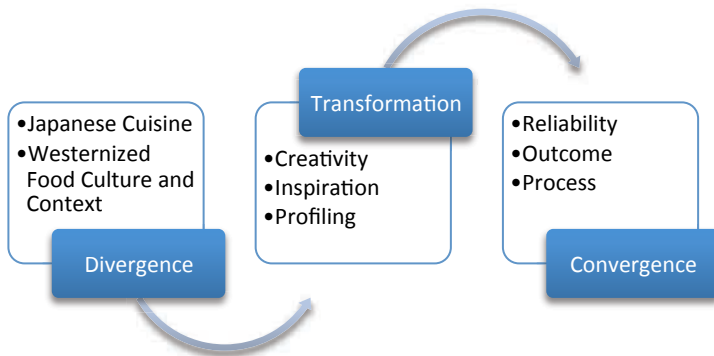 •Japanese Cuisine
•Westernized
Food Culture and
Context
Divergence
Transformation
•Creativity
•Inspiration
•Profiling
•Reliability
•Outcome
•Process
Convergence